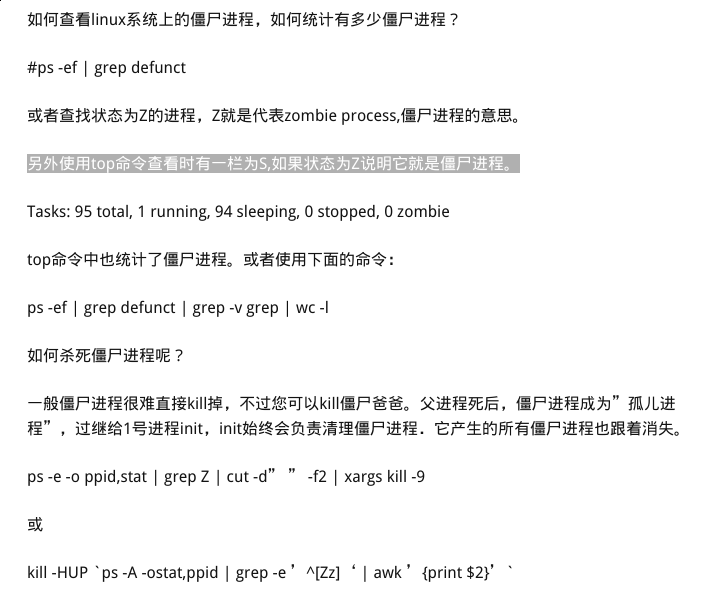 如何查看linux系统上的僵尸进程，如何统计有多少僵尸进程？
#ps -ef | grep defunct
或者查找状态为Z的进程，Z就是代表zombie process,僵尸进程的意思。
另外使用top命令查看时有一栏为S,如果状态为Z说明它就是僵尸进程。
Tasks: 95 total, 1 running, 94 sleeping, 0 stopped, 0 zombie
top命令中也统计了僵尸进程。或者使用下面的命令：
ps -ef | grep defunct | grep -v grep | wc -l
如何杀死僵尸进程呢？
一般僵尸进程很难直接kill掉，不过您可以kill僵尸爸爸。父进程死后，僵尸进程成为”孤儿进
程”，过继给1号进程init，init始终会负责清理僵尸进程．它产生的所有僵尸进程也跟着消失。
ps -e -o ppid,stat | grep Z | cut -d” ” -f2 | xargs kill -9
或
kill -HUP `ps -A -ostat,ppid | grep -e ’^[Zz]‘ | awk ’{print $2}’`